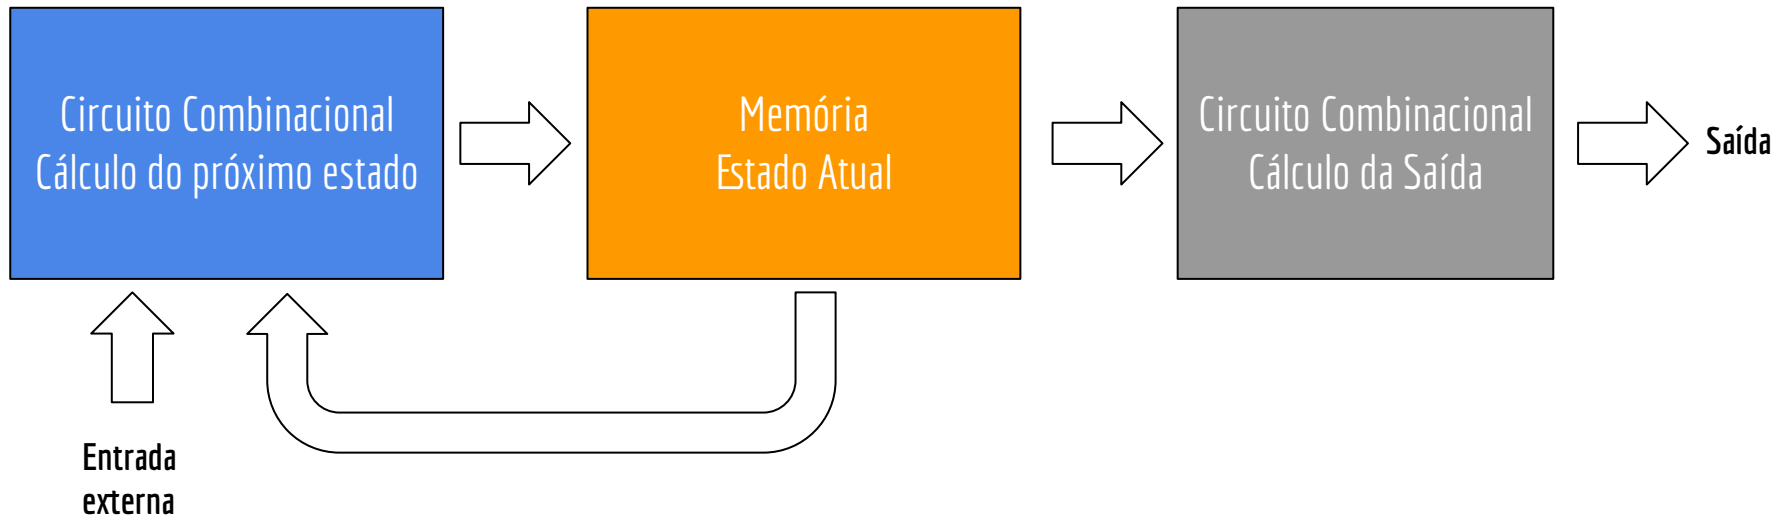 Circuito Combinacional
Cálculo do próximo estado
Memória
Estado Atual
Circuito Combinacional
Cálculo da Saída
Saída
Entrada
externa